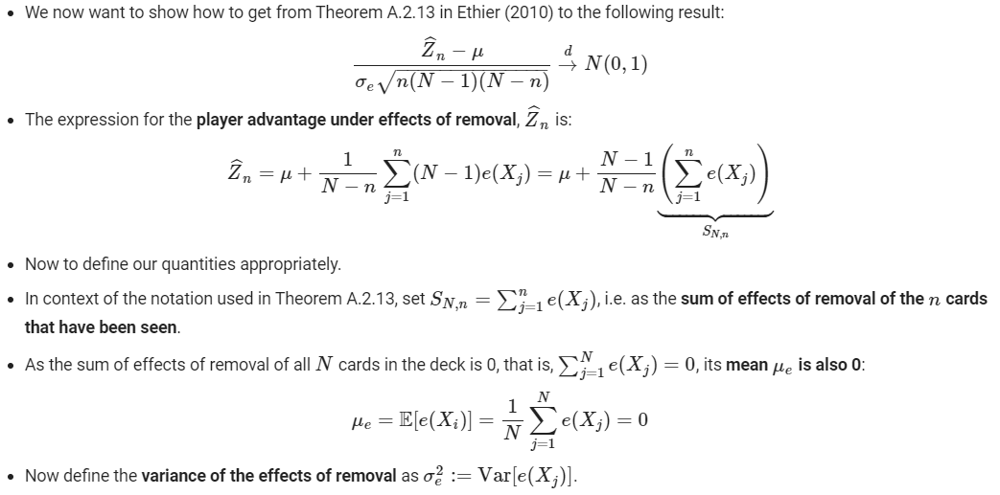 • We now want to show how to get from Theorem A.2.13 in Ethier (2010) to the following result:
$$\frac{\widehat{Z}_n - \mu}{\sigma_e \sqrt{n(N-1)(N-n)}} \xrightarrow{d} N(0,1)$$
• The expression for the player advantage under effects of removal, $\widehat{Z}_n$ is:
$$\widehat{Z}_n = \mu + \frac{1}{N-n} \sum_{j=1}^{n} (N-1)e(X_j) = \mu + \frac{N-1}{N-n} \underbrace{\left( \sum_{j=1}^{n} e(X_j) \right)}_{S_{N,n}}$$
• Now to define our quantities appropriately.
• In context of the notation used in Theorem A.2.13, set $S_{N,n} = \sum_{j=1}^{n} e(X_j)$, i.e. as the sum of effects of removal of the $n$ cards
that have been seen.
• As the sum of effects of removal of all $N$ cards in the deck is 0, that is, $\sum_{j=1}^{N} e(X_j) = 0$, its mean $\mu_e$ is also 0:
$$\mu_e = \mathbb{E}[e(X_i)] = \frac{1}{N} \sum_{j=1}^{N} e(X_j) = 0$$
• Now define the variance of the effects of removal as $\sigma_e^2 := \text{Var}[e(X_j)]$.